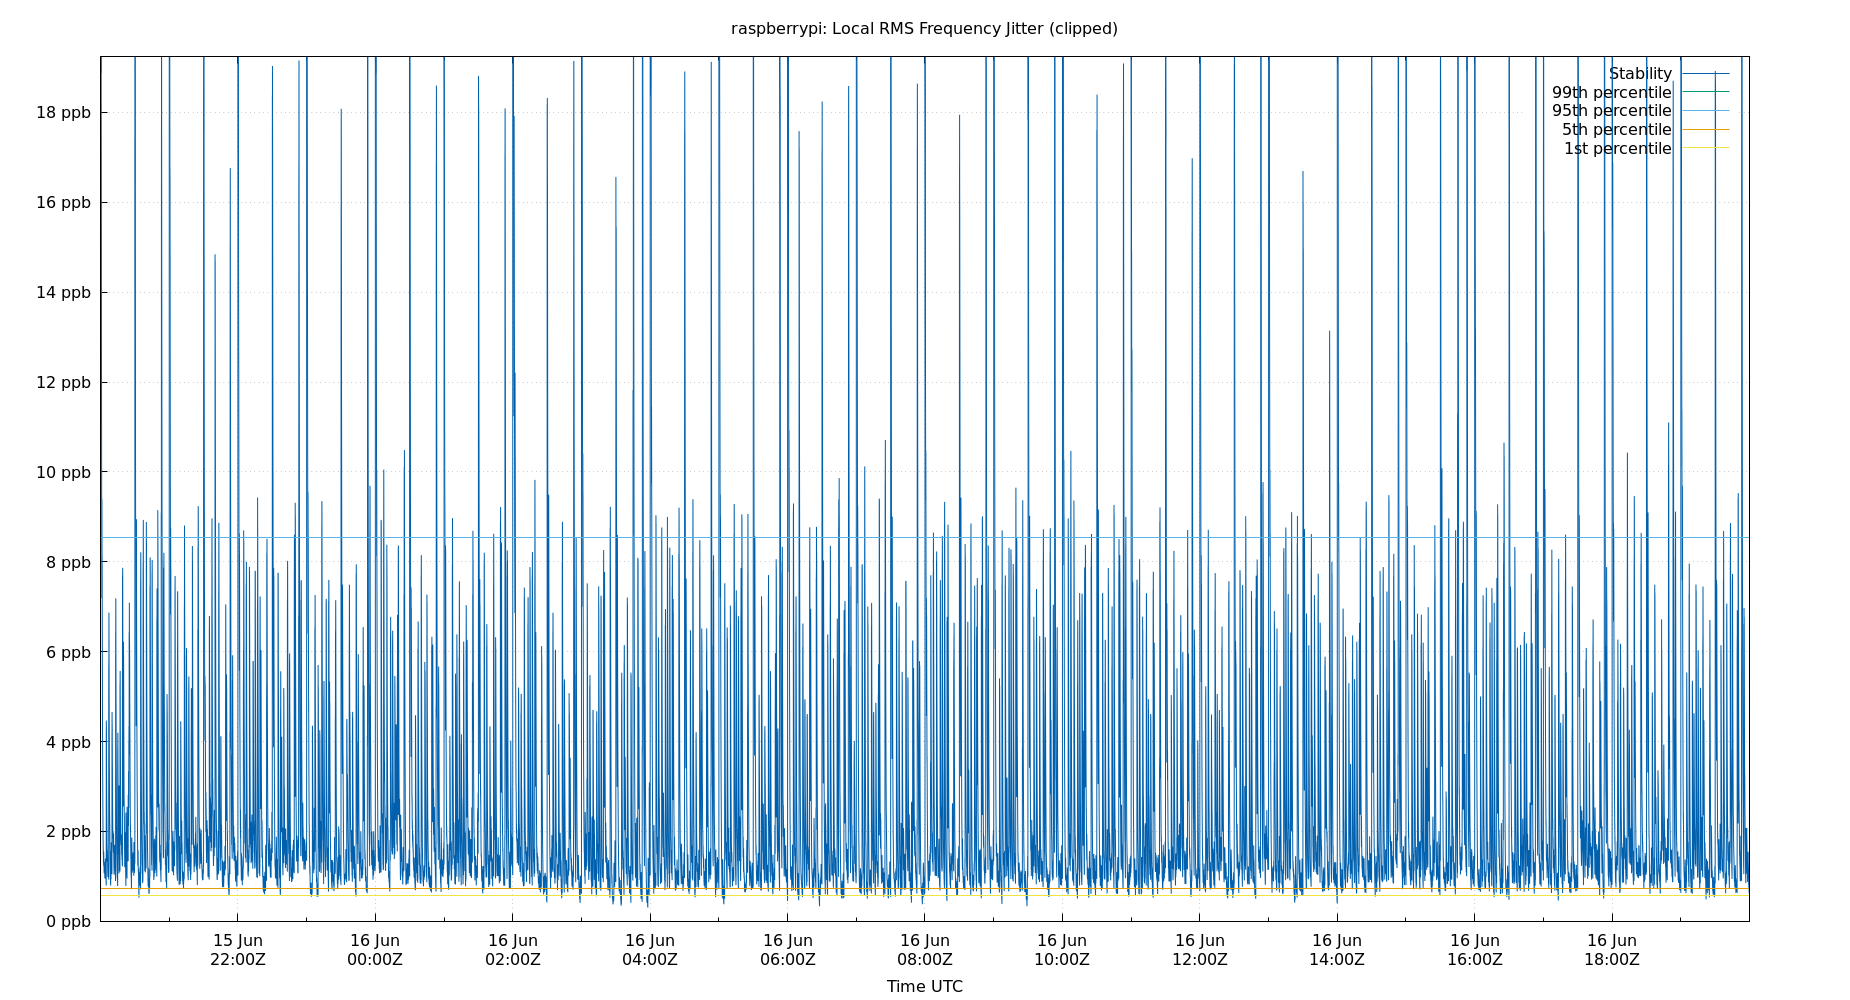 raspberrypi: Local RMS Frequency Jitter (clipped)
Stability
99th percentile
95th percentile
5th percentile
1st percentile
18 ppb
16 ppb
14 ppb
12 ppb
10 ppb
8 ppb
6 ppb
4 ppb
2 ppb
0 ppb
15 Jun 16 Jun 16 Jun 16 Jun 16 Jun 16 Jun 16 Jun 16 Jun 16 Jun 16 Jun 16 Jun
22:00Z 00:00Z 02:00Z 04:00Z 06:00Z 08:00Z 10:00Z 12:00Z 14:00Z 16:00Z 18:00Z
Time UTC